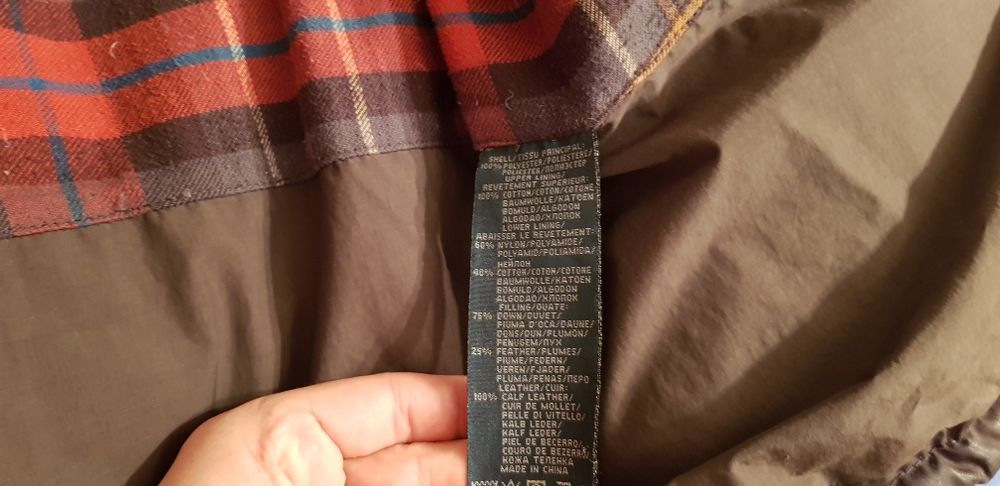 SHELL/TISSU PRINCIPAL:
100% POLYESTER/POLIESTERE/
POLIESTER/ПОЛИЭСТЕР
UPPER LINING/
REVETEMENT SUPERIEUR:
100% COTTON/COTON/COTONE
BAUMWOLLE/KATOEN
BOMULD/ALGODON
ALGODAO/ХЛОПОК
LOWER LINING/
ABAISSER LE REVETEMENT:
60% NYLON/POLYAMIDE/
POLYAMID/POLIAMIDA/
НЕЙЛОН
40% COTTON/COTON/COTONE
BAUMWOLLE/KATOEN
BOMULD/ALGODON
ALGODAO/ХЛОПОК
FILLING/OUATE:
75% DOWN/DUVET/
PIUMA D'OCA/DAUNE/
DONS/DUN/PLUMON/
PENUGEM/ПУХ
25% FEATHER/PLUMES/
PIUME/FEDERN/
VEREN/FJADER/
PLUMA/PENAS/ПЕРО
LEATHER/CUIR:
100% CALF LEATHER/
CUIR DE MOLLET/
PELLE DI VITELLO/
KALB LEDER/
KALF LEDER/
PIEL DE BECERRO/
COURO DE BEZERRO/
КОЖА ТЕЛЕНКА
MADE IN CHINA